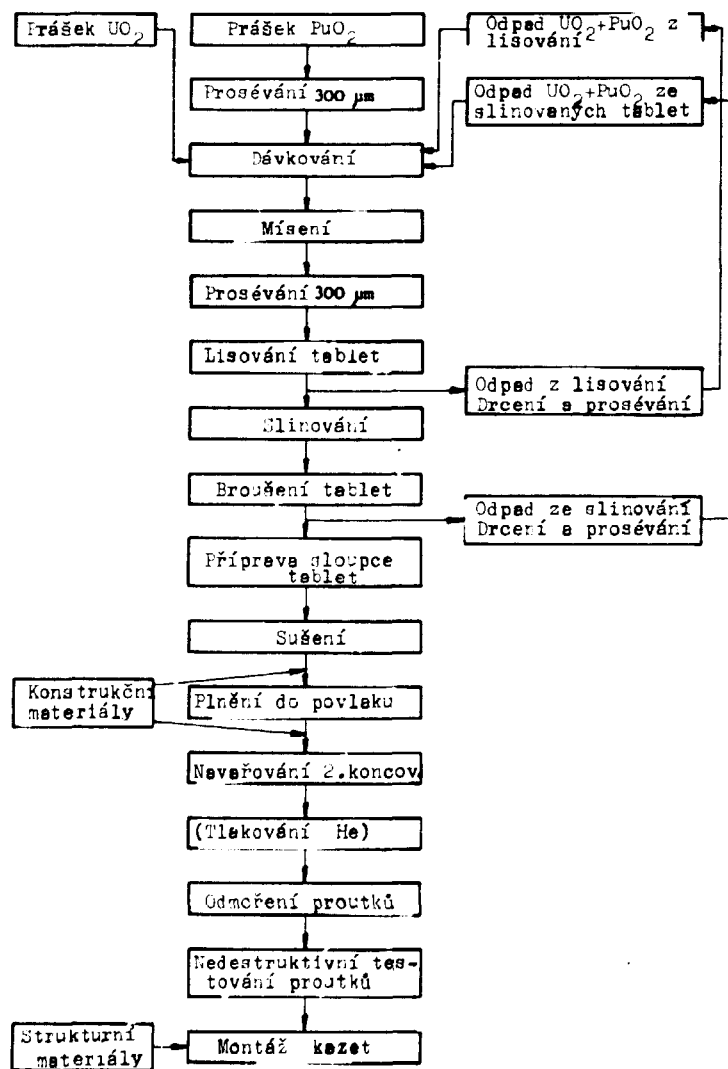 Prášek UO2
Prášek PuO2
Odpad UO2+PuO2 z
lisování
Prosévání 300 µm
Odpad UO2+PuO2 ze
slinovaných tablet
Dávkování
Mísení
Prosévání 300 µm
Lisování tablet
Odpad z lisování
Drcení a prosévání
Slinování
Broušení tablet
Odpad ze slinování
Drcení a prosévání
Příprava sloupce
tablet
Sušení
Konstrukční
materiály
Plnění do povlaku
Navařování 2.koncov.
(Tlakování He)
Odmoření proutků
Nedestruktivní tes-
tování proutků
Strukturní
materiály
Montáž kazet